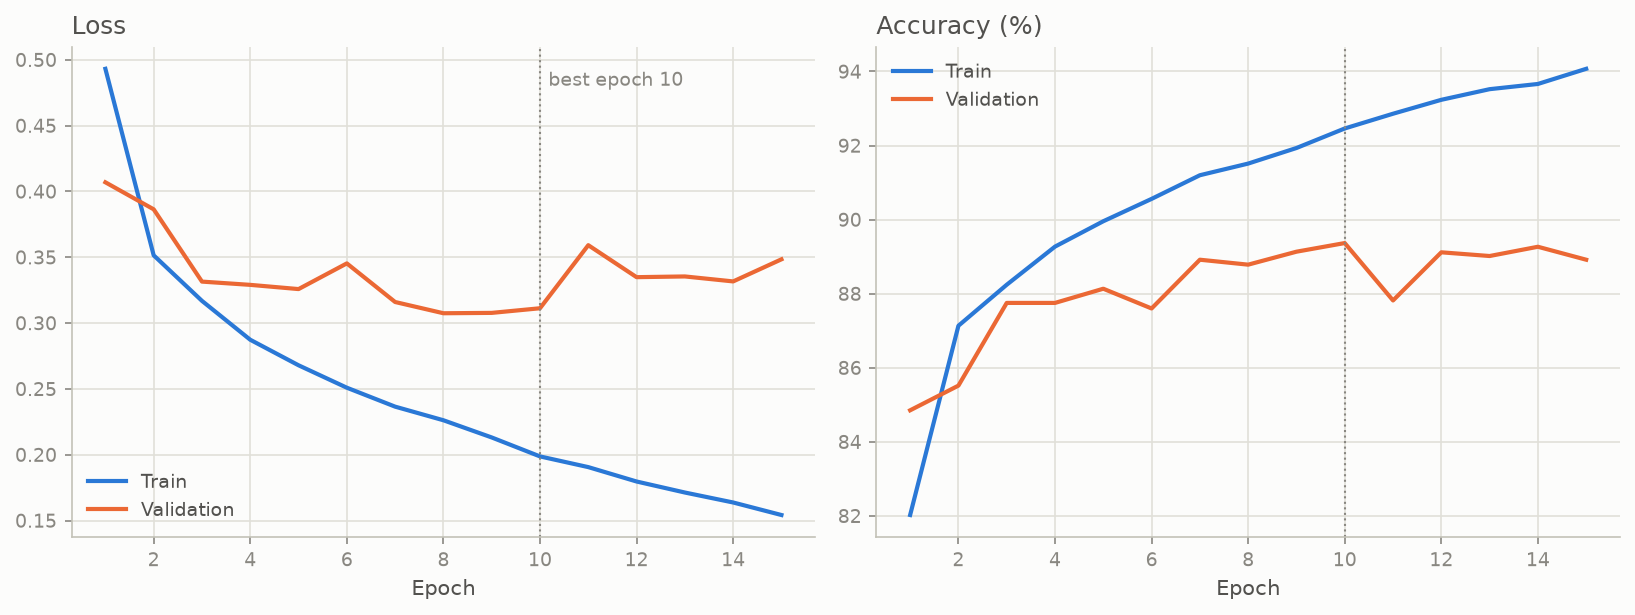 Loss
0.50
0.45
0.40
0.35
0.30
0.25
0.20
0.15
best epoch 10
Train
Validation
2 4 6 8 10 12 14
Epoch
Accuracy (%)
94
92
90
88
86
84
82
Train
Validation
2 4 6 8 10 12 14
Epoch